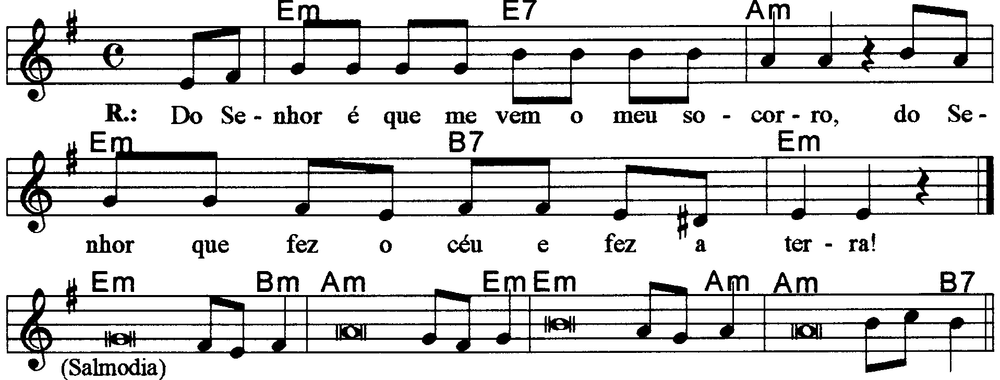 Em E7 Am
R.: Do Se - nhor é que me vem o meu so - cor - ro, do Se -
Em B7 Em
nhor que fez o céu e fez a ter - ra!
Em Bm Am Em Em Am Am B7
(Salmodia)